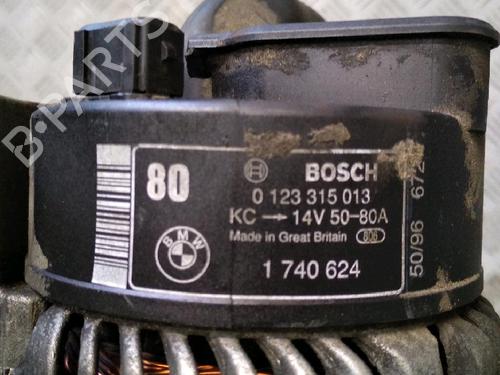 80
BOSCH
0 123 315 013
KC → 14V 50-80A
Made in Great Britain 806
BMW
1 740 624
50/96 672
B-PARTS